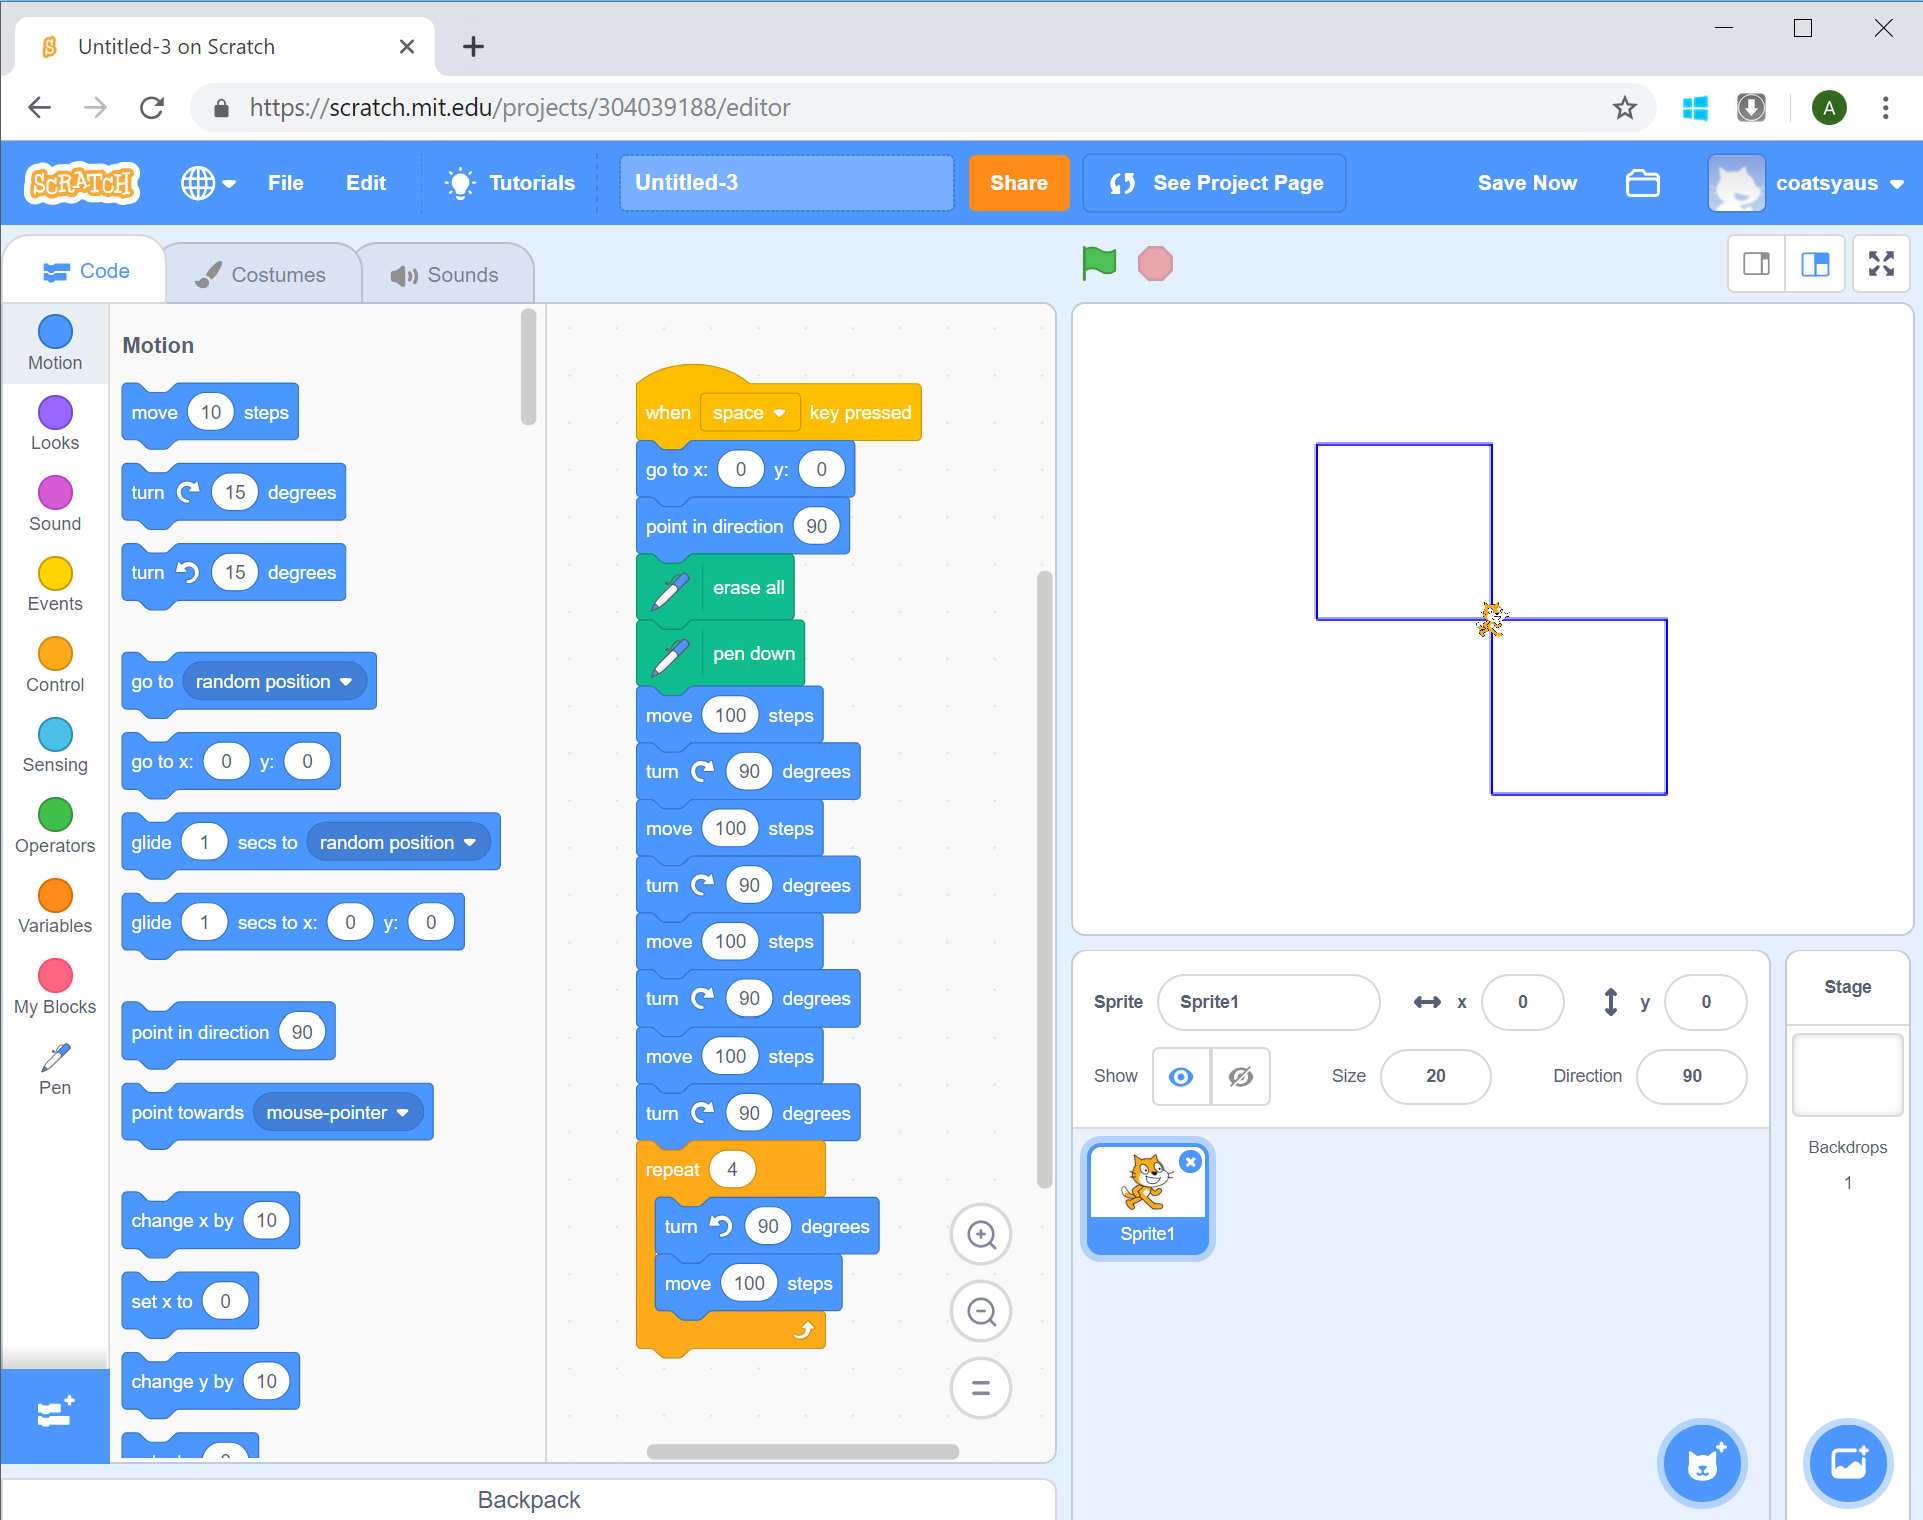 Untitled-3 on Scratch
https://scratch.mit.edu/projects/304039188/editor
A
SCRATCH
File
Edit
Tutorials
Untitled-3
Share
See Project Page
Save Now
coatsyaus
Code
Costumes
Sounds
Motion
Looks
Sound
Events
Control
Sensing
Operators
Variables
My Blocks
Pen
Motion
move 10 steps
turn 15 degrees
turn 15 degrees
go to random position
go to x: 0 y: 0
glide 1 secs to random position
glide 1 secs to x: 0 y: 0
point in direction 90
point towards mouse-pointer
change x by 10
set x to 0
change y by 10
when space key pressed
go to x: 0 y: 0
point in direction 90
erase all
pen down
move 100 steps
turn 90 degrees
move 100 steps
turn 90 degrees
move 100 steps
turn 90 degrees
move 100 steps
turn 90 degrees
repeat 4
turn 90 degrees
move 100 steps
Backpack
Sprite Sprite1 x 0 y 0
Show Size 20 Direction 90
Sprite1
Stage
Backdrops
1